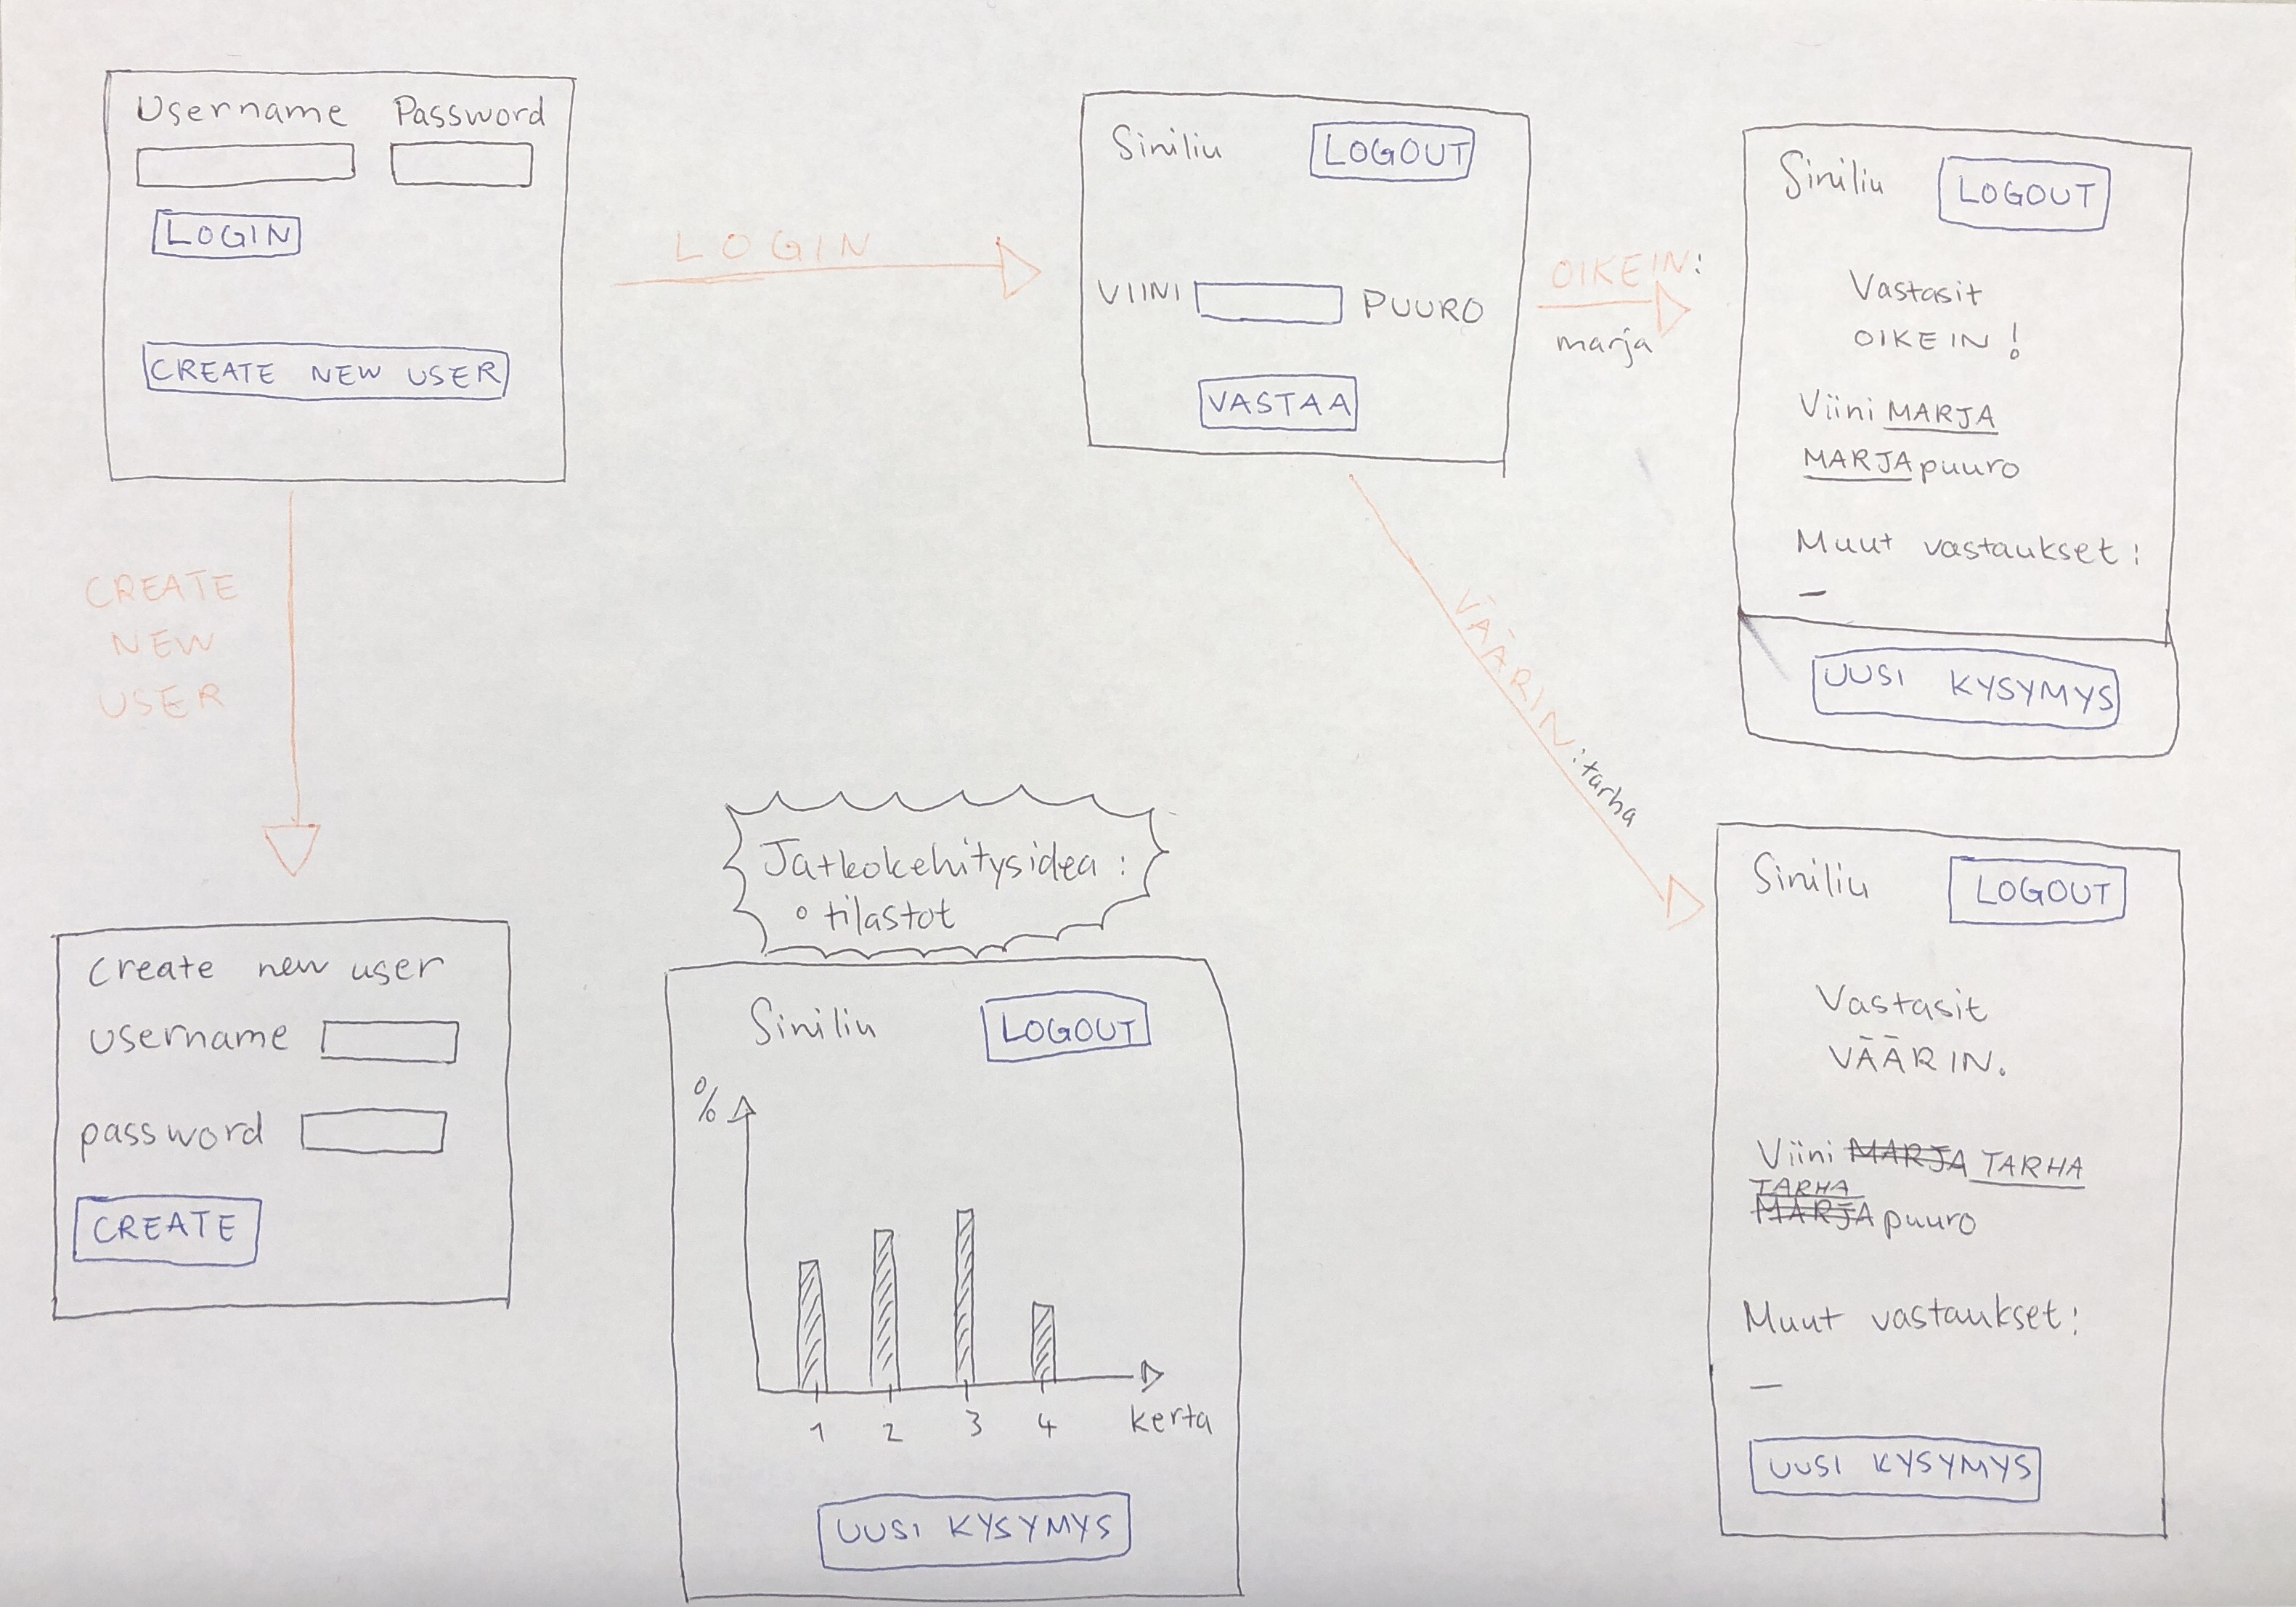 Username Password
LOGIN
CREATE NEW USER
LOGIN
Siniliu LOGOUT
VIINI PUURO
VASTAA
OIKEIN:
marja
Siniliu LOGOUT
Vastasit
OIKEIN!
Viini MARJA
MARJA puuro
Muut vastaukset:
–
UUSI KYSYMYS
CREATE
NEW
USER
VÄÄRIN: tarha
Create new user
username
password
CREATE
Jatkokehitysidea:
° tilastot
Siniliu LOGOUT
%
1 2 3 4 kerta
UUSI KYSYMYS
Siniliu LOGOUT
Vastasit
VÄÄRIN.
Viini MARJA TARHA
TARHA
MARJA puuro
Muut vastaukset:
–
UUSI KYSYMYS